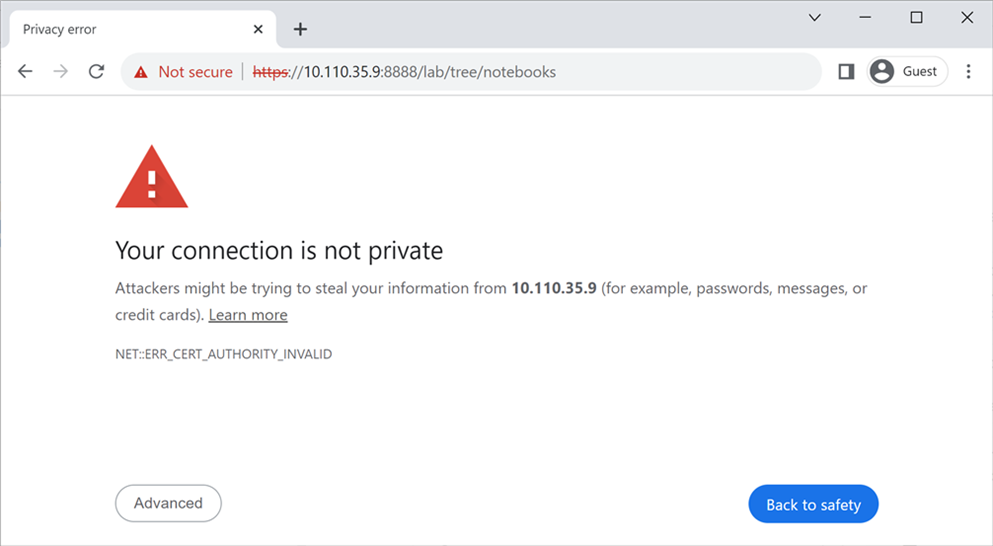 Privacy error
Not secure https://10.110.35.9:8888/lab/tree/notebooks Guest
Your connection is not private
Attackers might be trying to steal your information from 10.110.35.9 (for example, passwords, messages, or
credit cards). Learn more
NET::ERR_CERT_AUTHORITY_INVALID
Advanced Back to safety